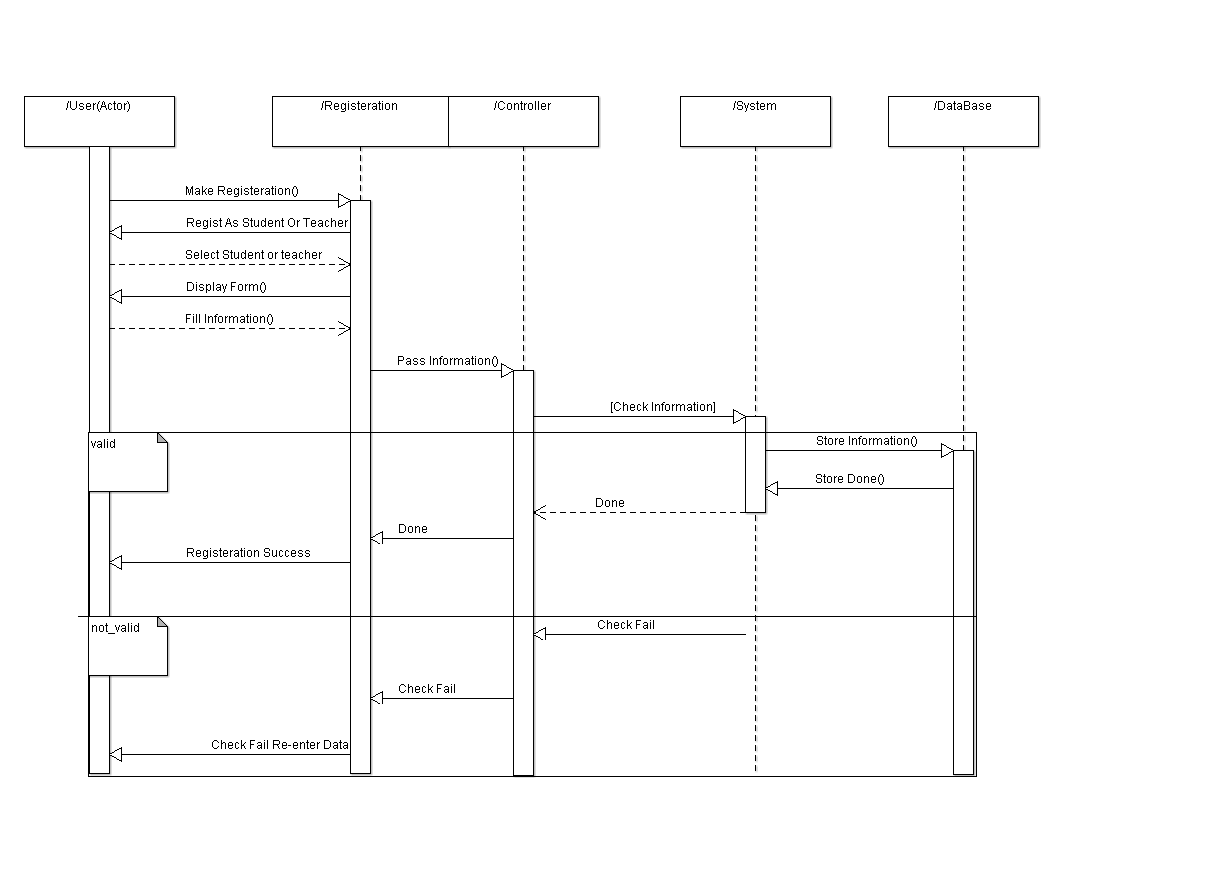 /User(Actor)
/Registeration
/Controller
/System
/DataBase
Make Registeration()
Regist As Student Or Teacher
Select Student or teacher
Display Form()
Fill Information()
Pass Information()
[Check Information]
valid
Store Information()
Store Done()
Done
Done
Registeration Success
not_valid
Check Fail
Check Fail
Check Fail Re-enter Data